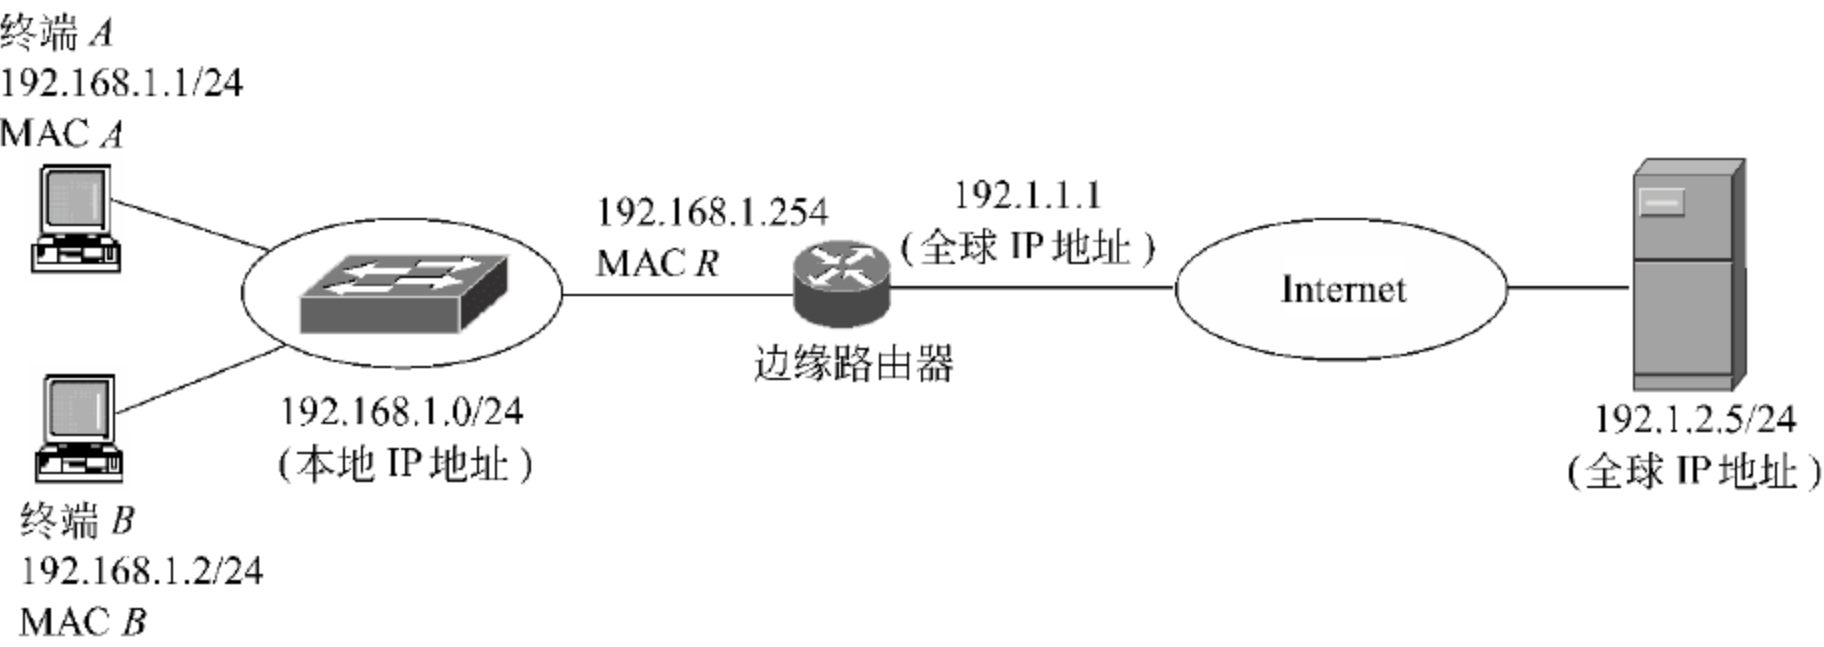 终端 A
192.168.1.1/24
MAC A
192.168.1.254
MAC R
192.1.1.1
(全球 IP 地址)
Internet
边缘路由器
192.168.1.0/24
(本地 IP 地址)
192.1.2.5/24
(全球 IP 地址)
终端 B
192.168.1.2/24
MAC B